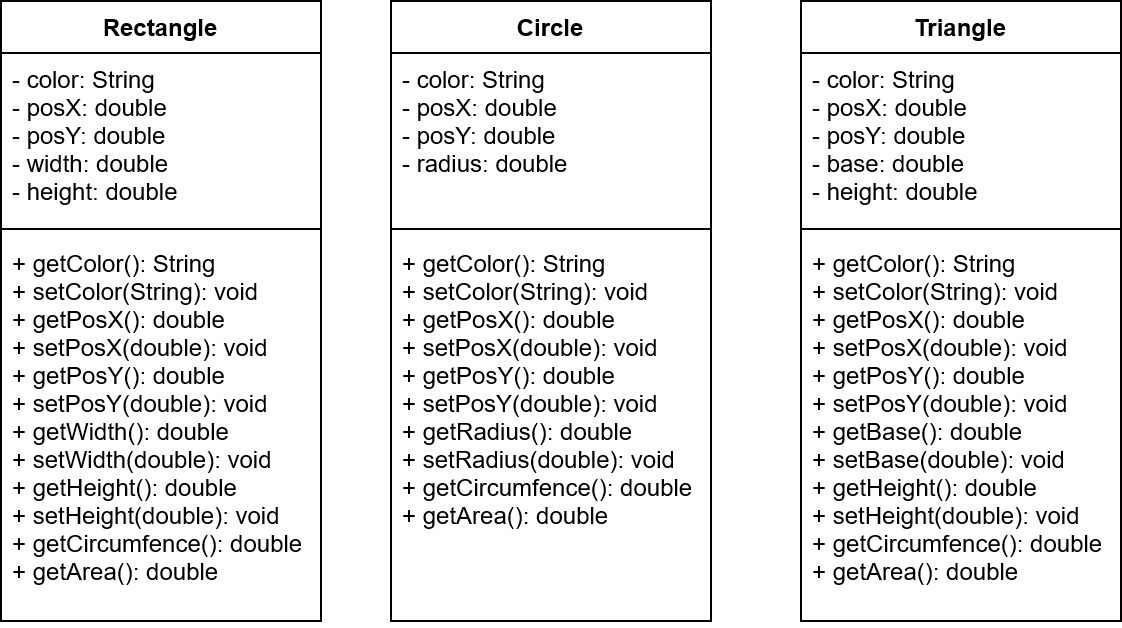 Rectangle
- color: String
- posX: double
- posY: double
- width: double
- height: double
+ getColor(): String
+ setColor(String): void
+ getPosX(): double
+ setPosX(double): void
+ getPosY(): double
+ setPosY(double): void
+ getWidth(): double
+ setWidth(double): void
+ getHeight(): double
+ setHeight(double): void
+ getCircumfence(): double
+ getArea(): double
Circle
- color: String
- posX: double
- posY: double
- radius: double
+ getColor(): String
+ setColor(String): void
+ getPosX(): double
+ setPosX(double): void
+ getPosY(): double
+ setPosY(double): void
+ getRadius(): double
+ setRadius(double): void
+ getCircumfence(): double
+ getArea(): double
Triangle
- color: String
- posX: double
- posY: double
- base: double
- height: double
+ getColor(): String
+ setColor(String): void
+ getPosX(): double
+ setPosX(double): void
+ getPosY(): double
+ setPosY(double): void
+ getBase(): double
+ setBase(double): void
+ getHeight(): double
+ setHeight(double): void
+ getCircumfence(): double
+ getArea(): double